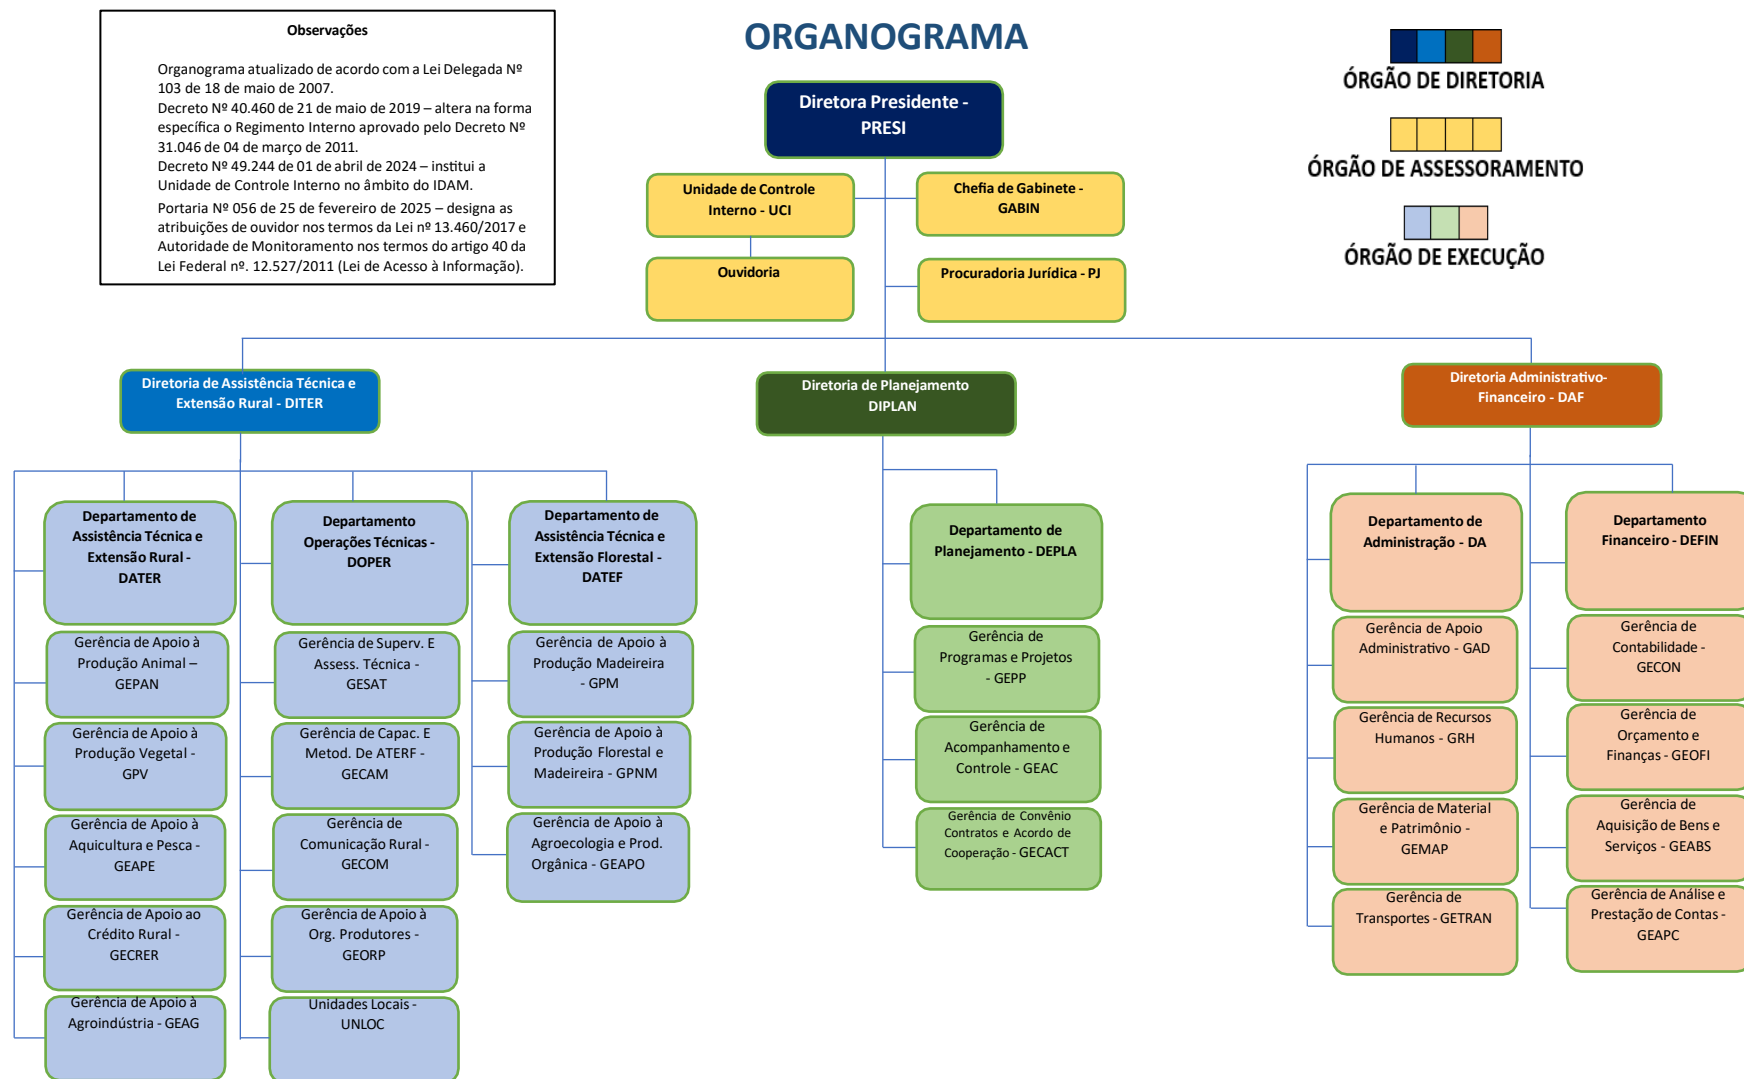 Observações
Organograma atualizado de acordo com a Lei Delegada Nº
103 de 18 de maio de 2007.
Decreto Nº 40.460 de 21 de maio de 2019 – altera na forma
específica o Regimento Interno aprovado pelo Decreto Nº
31.046 de 04 de março de 2011.
Decreto Nº 49.244 de 01 de abril de 2024 – institui a
Unidade de Controle Interno no âmbito do IDAM.
Portaria Nº 056 de 25 de fevereiro de 2025 – designa as
atribuições de ouvidor nos termos da Lei nº 13.460/2017 e
Autoridade de Monitoramento nos termos do artigo 40 da
Lei Federal nº. 12.527/2011 (Lei de Acesso à Informação).
ORGANOGRAMA
ÓRGÃO DE DIRETORIA
ÓRGÃO DE ASSESSORAMENTO
ÓRGÃO DE EXECUÇÃO
Diretora Presidente -
PRESI
Unidade de Controle
Interno - UCI
Chefia de Gabinete -
GABIN
Ouvidoria
Procuradoria Jurídica - PJ
Diretoria de Assistência Técnica e
Extensão Rural - DITER
Diretoria de Planejamento
DIPLAN
Diretoria Administrativo-
Financeiro - DAF
Departamento de
Assistência Técnica e
Extensão Rural -
DATER
Gerência de Apoio à
Produção Animal –
GEPAN
Gerência de Apoio à
Produção Vegetal -
GPV
Gerência de Apoio à
Aquicultura e Pesca -
GEAPE
Gerência de Apoio ao
Crédito Rural -
GECRER
Gerência de Apoio à
Agroindústria - GEAG
Departamento
Operações Técnicas -
DOPER
Gerência de Superv. E
Assess. Técnica -
GESAT
Gerência de Capac. E
Metod. De ATERF -
GECAM
Gerência de
Comunicação Rural -
GECOM
Gerência de Apoio à
Org. Produtores -
GEORP
Unidades Locais -
UNLOC
Departamento de
Assistência Técnica e
Extensão Florestal -
DATEF
Gerência de Apoio à
Produção Madeireira
- GPM
Gerência de Apoio à
Produção Florestal e
Madeireira - GPNM
Gerência de Apoio à
Agroecologia e Prod.
Orgânica - GEAPO
Departamento de
Planejamento - DEPLA
Gerência de
Programas e Projetos
- GEPP
Gerência de
Acompanhamento e
Controle - GEAC
Gerência de Convênio
Contratos e Acordo de
Cooperação - GECACT
Departamento de
Administração - DA
Gerência de Apoio
Administrativo - GAD
Gerência de Recursos
Humanos - GRH
Gerência de Material
e Patrimônio -
GEMAP
Gerência de
Transportes - GETRAN
Departamento
Financeiro - DEFIN
Gerência de
Contabilidade -
GECON
Gerência de
Orçamento e
Finanças - GEOFI
Gerência de
Aquisição de Bens e
Serviços - GEABS
Gerência de Análise e
Prestação de Contas -
GEAPC